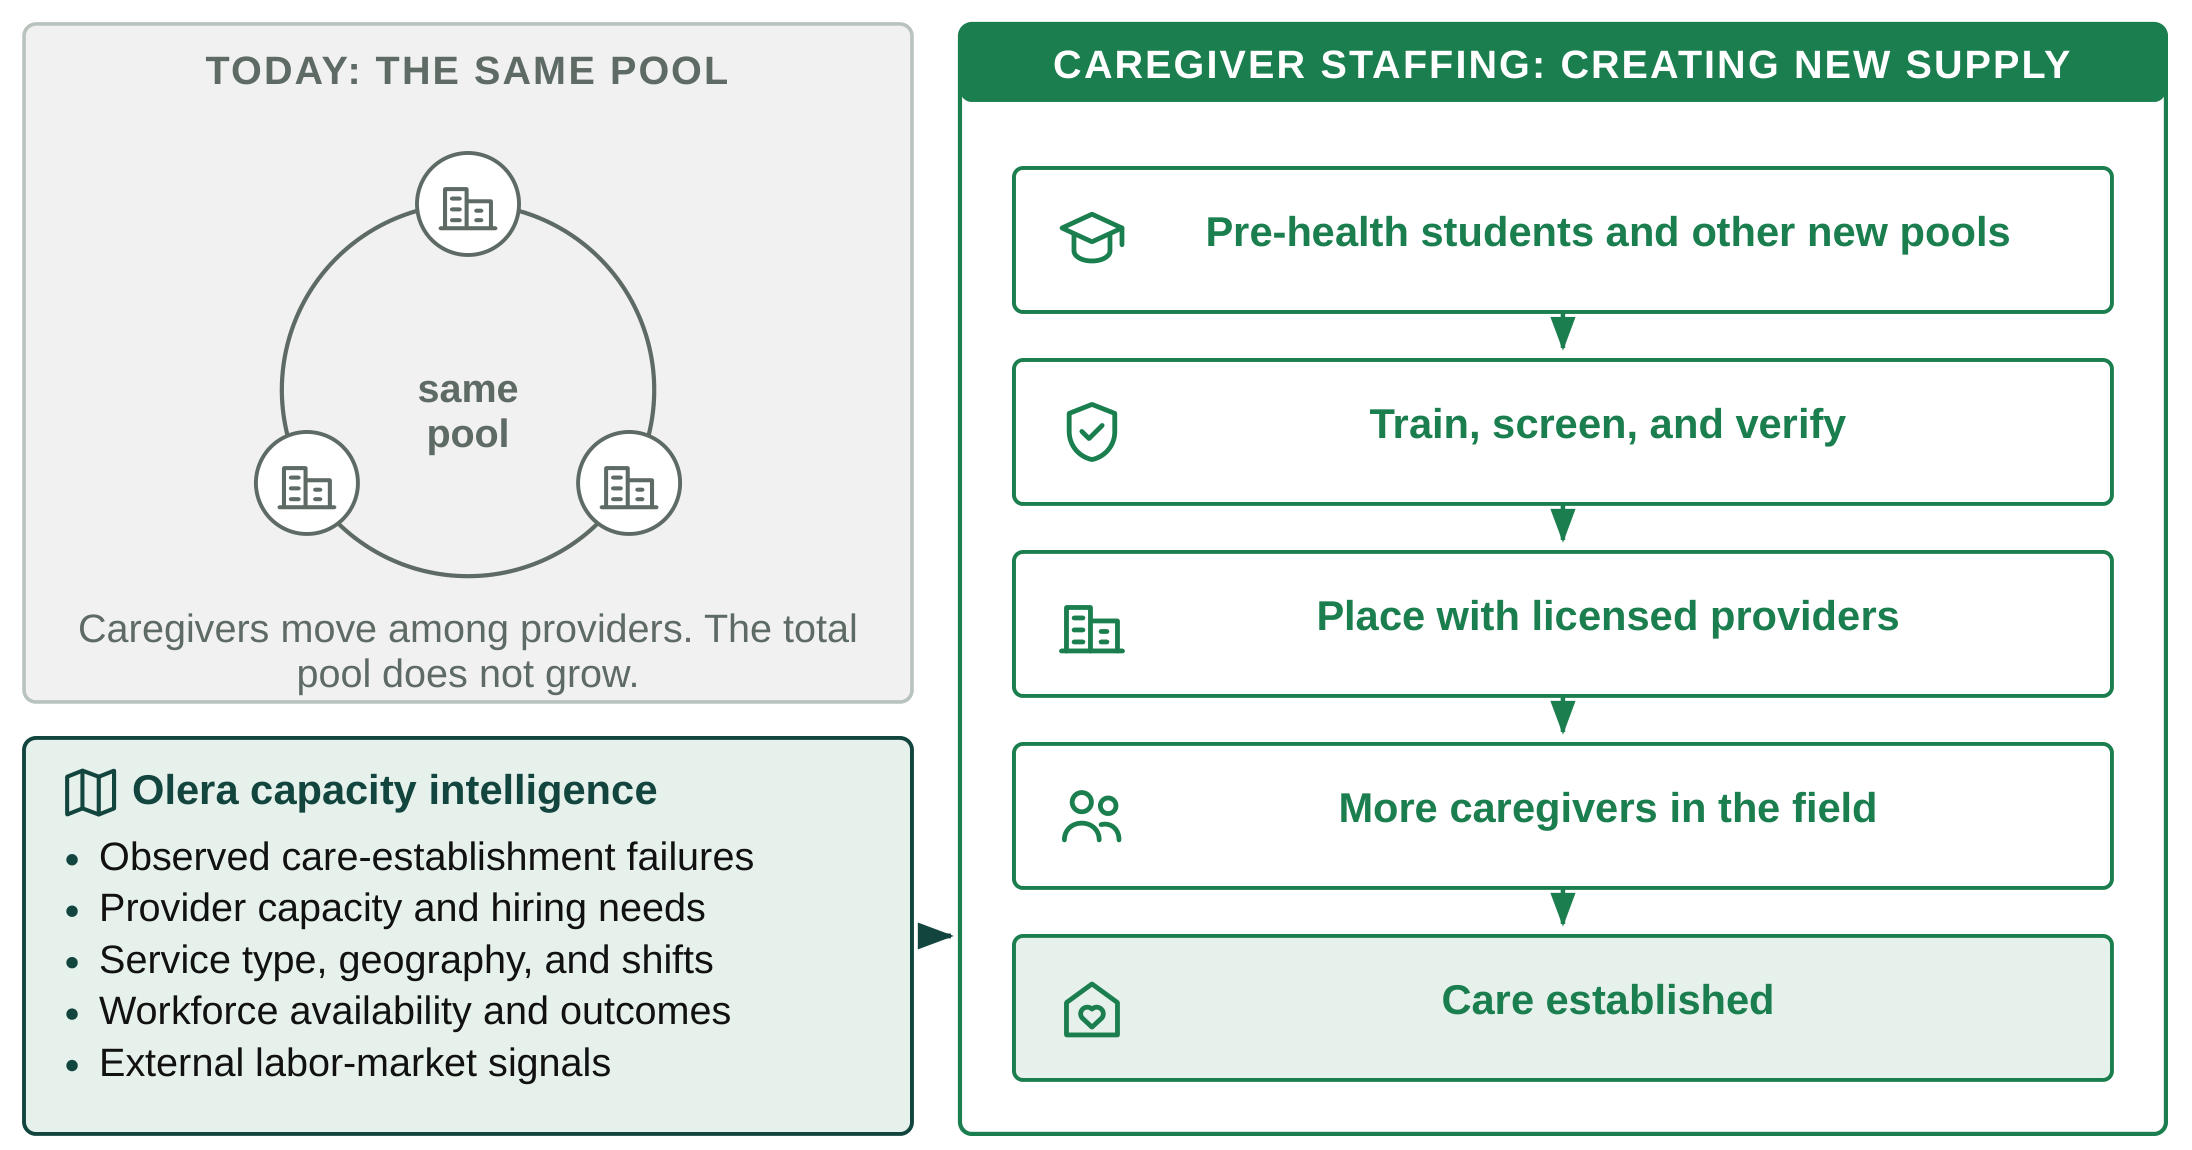 TODAY: THE SAME POOL
same
pool
Caregivers move among providers. The total
pool does not grow.
Olera capacity intelligence
• Observed care-establishment failures
• Provider capacity and hiring needs
• Service type, geography, and shifts
• Workforce availability and outcomes
• External labor-market signals
CAREGIVER STAFFING: CREATING NEW SUPPLY
Pre-health students and other new pools
Train, screen, and verify
Place with licensed providers
More caregivers in the field
Care established